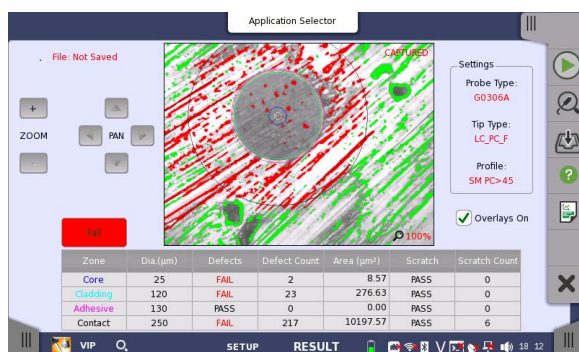 Application Selector
File: Not Saved
CAPTURED
Settings
Probe Type:
G0306A
Tip Type:
LC_PC_F
Profile:
SM PC>45
ZOOM
PAN
Overlays On
100%
Fail
Zone Dia.(µm) Defects Defect Count Area (µm²) Scratch Scratch Count
Core 25 FAIL 2 8.57 PASS 0
Cladding 120 FAIL 23 276.63 PASS 0
Adhesive 130 PASS 0 0.00 PASS 0
Contact 250 FAIL 217 10197.57 PASS 6
VIP SETUP RESULT 18 12